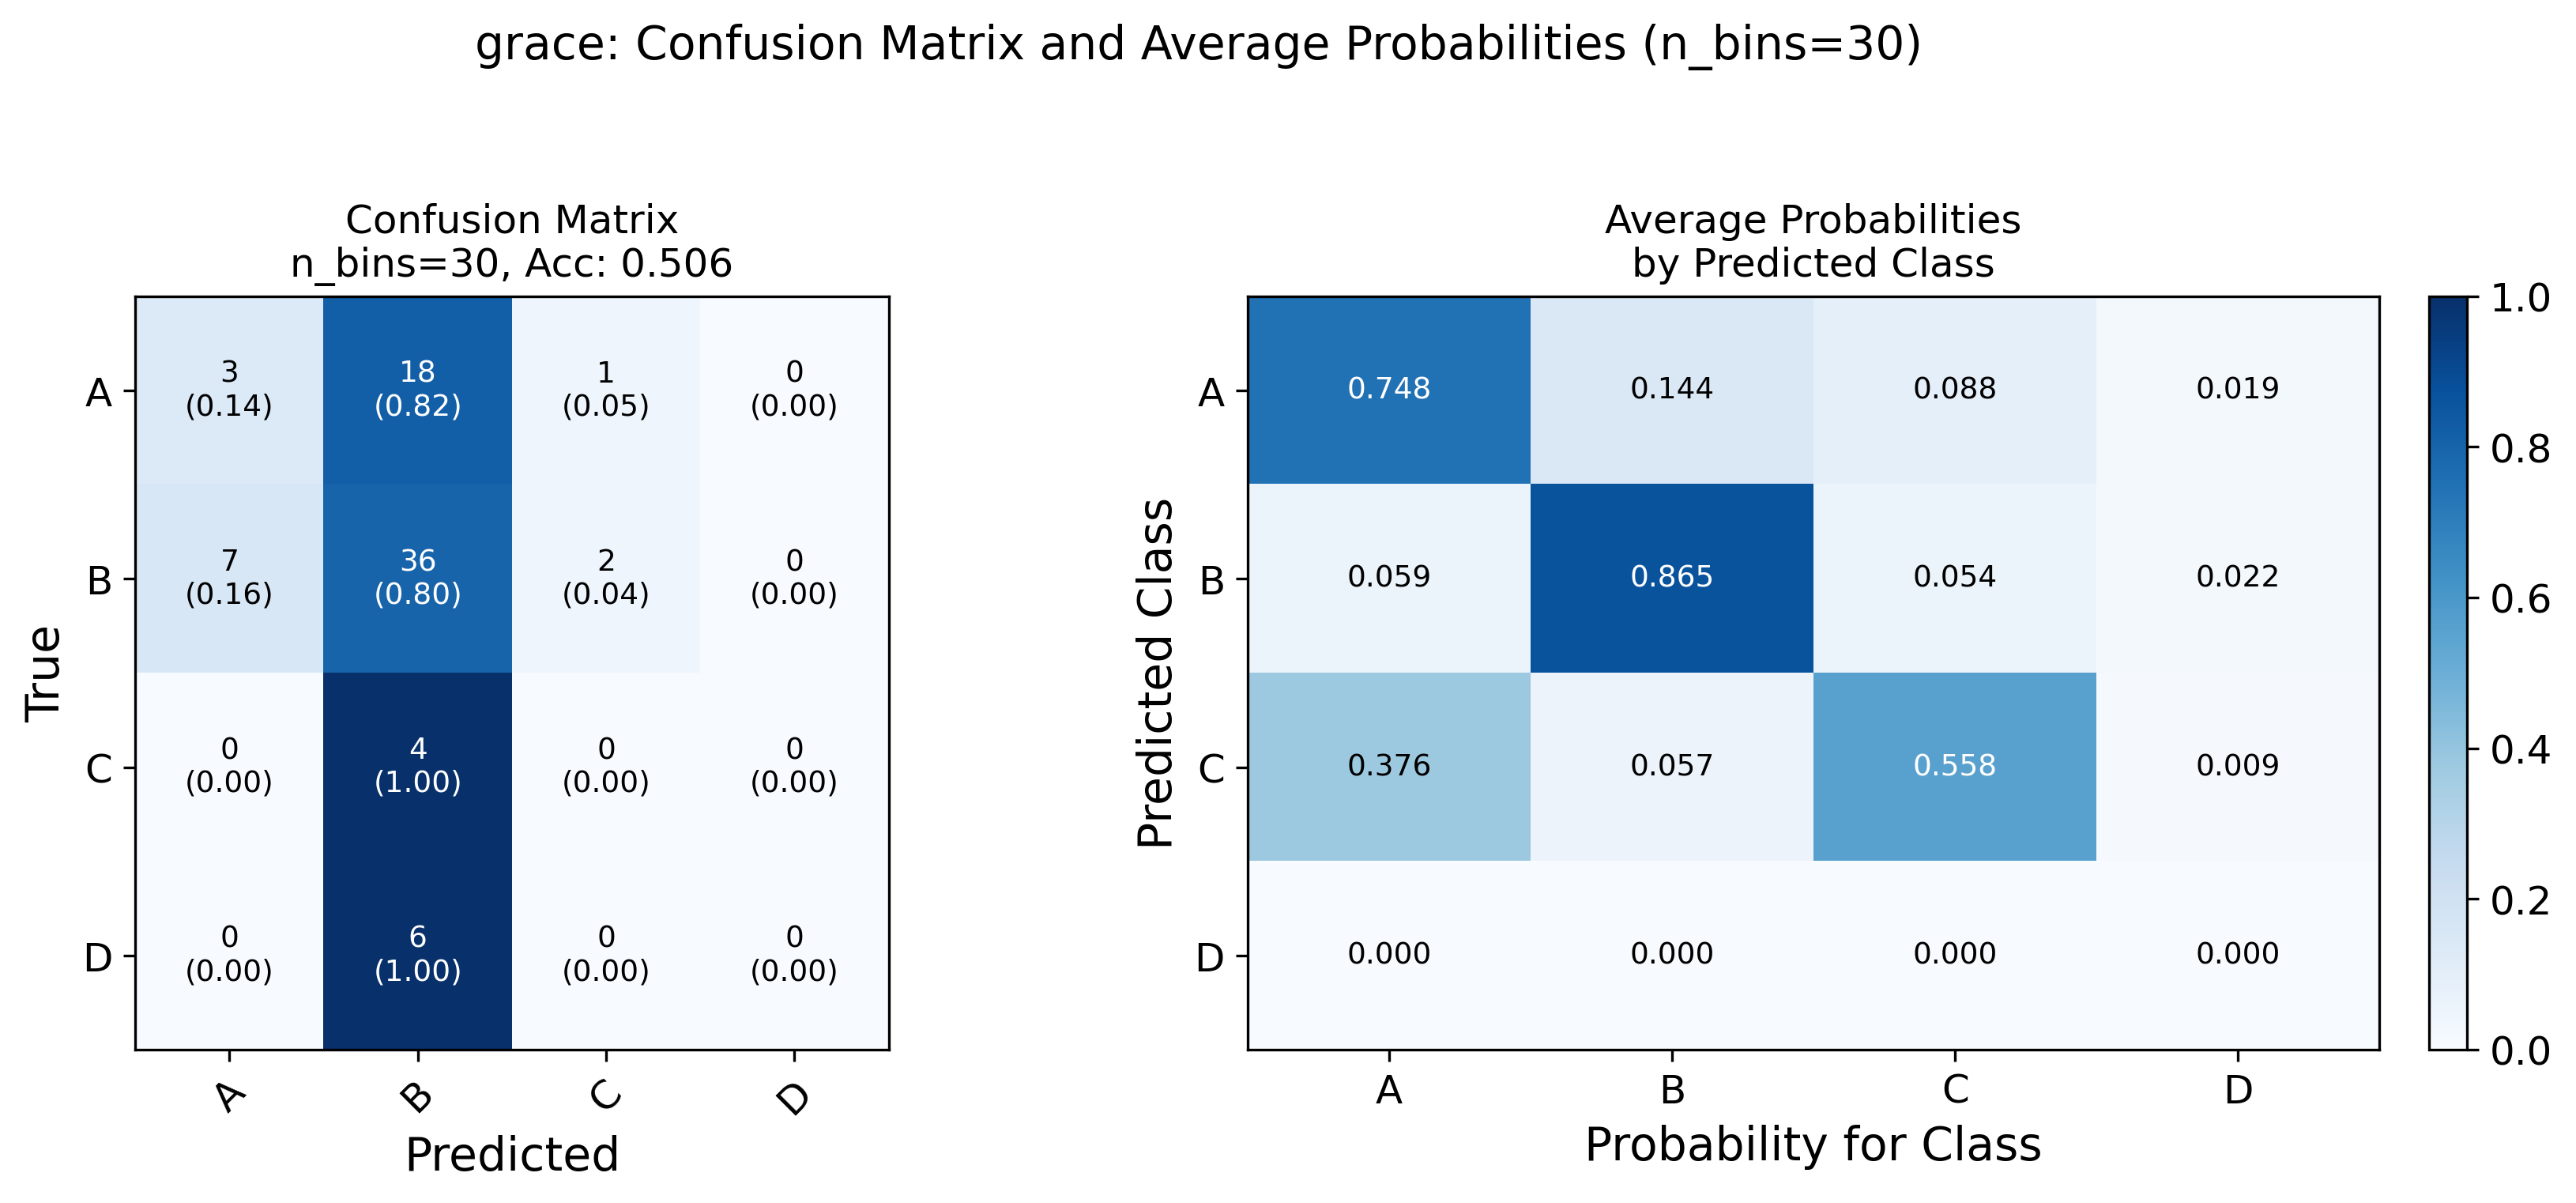 grace: Confusion Matrix and Average Probabilities (n_bins=30)
Confusion Matrix
n_bins=30, Acc: 0.506
True
A
3
(0.14)
18
(0.82)
1
(0.05)
0
(0.00)
B
7
(0.16)
36
(0.80)
2
(0.04)
0
(0.00)
C
0
(0.00)
4
(1.00)
0
(0.00)
0
(0.00)
D
0
(0.00)
6
(1.00)
0
(0.00)
0
(0.00)
A B C D
Predicted
Average Probabilities
by Predicted Class
Predicted Class
A 0.748 0.144 0.088 0.019
B 0.059 0.865 0.054 0.022
C 0.376 0.057 0.558 0.009
D 0.000 0.000 0.000 0.000
A B C D
Probability for Class
1.0
0.8
0.6
0.4
0.2
0.0